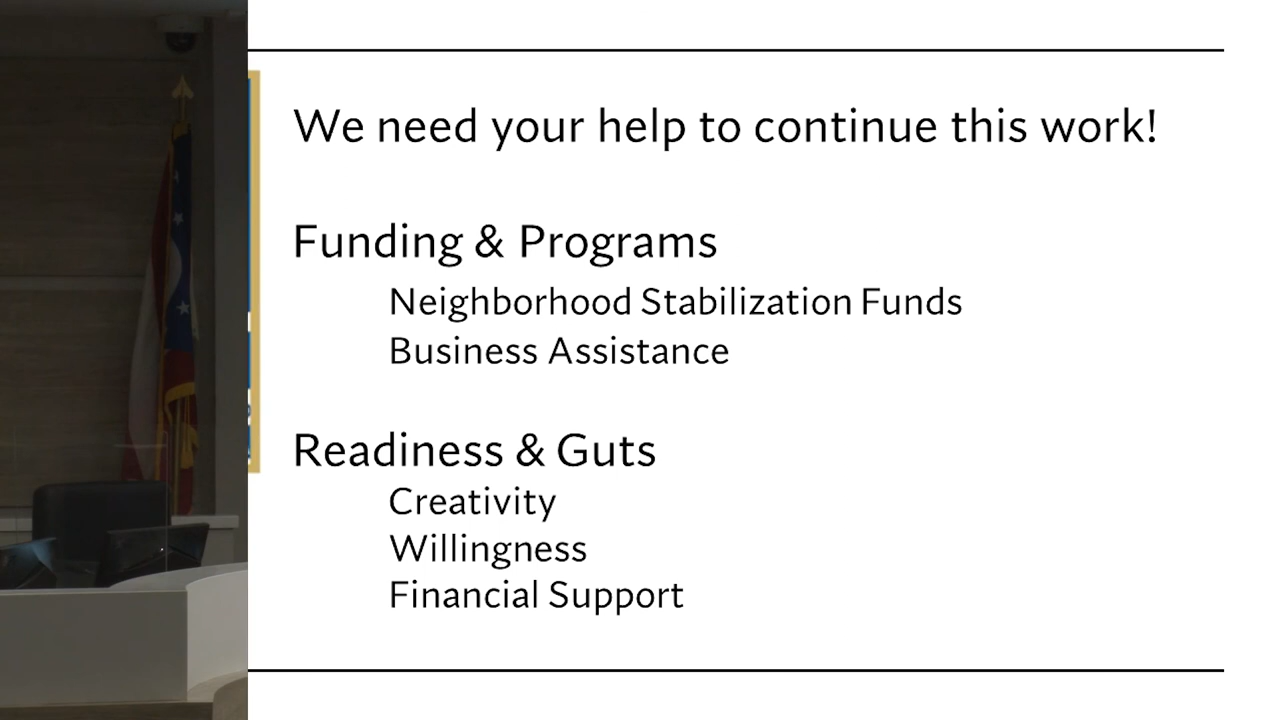 We need your help to continue this work!
Funding & Programs
Neighborhood Stabilization Funds
Business Assistance
Readiness & Guts
Creativity
Willingness
Financial Support